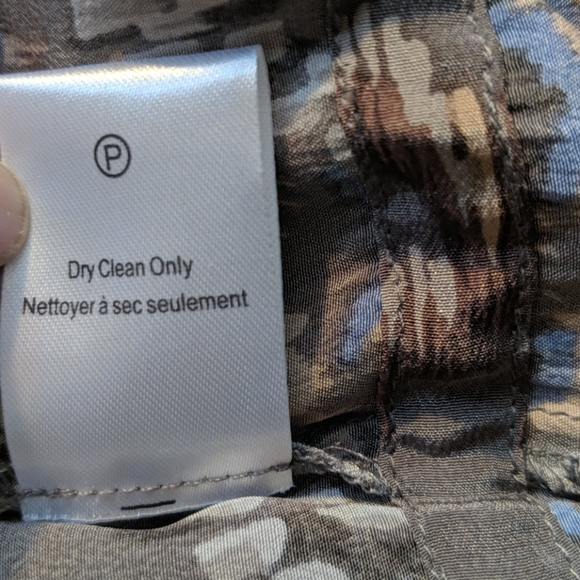 P
Dry Clean Only
Nettoyer à sec seulement